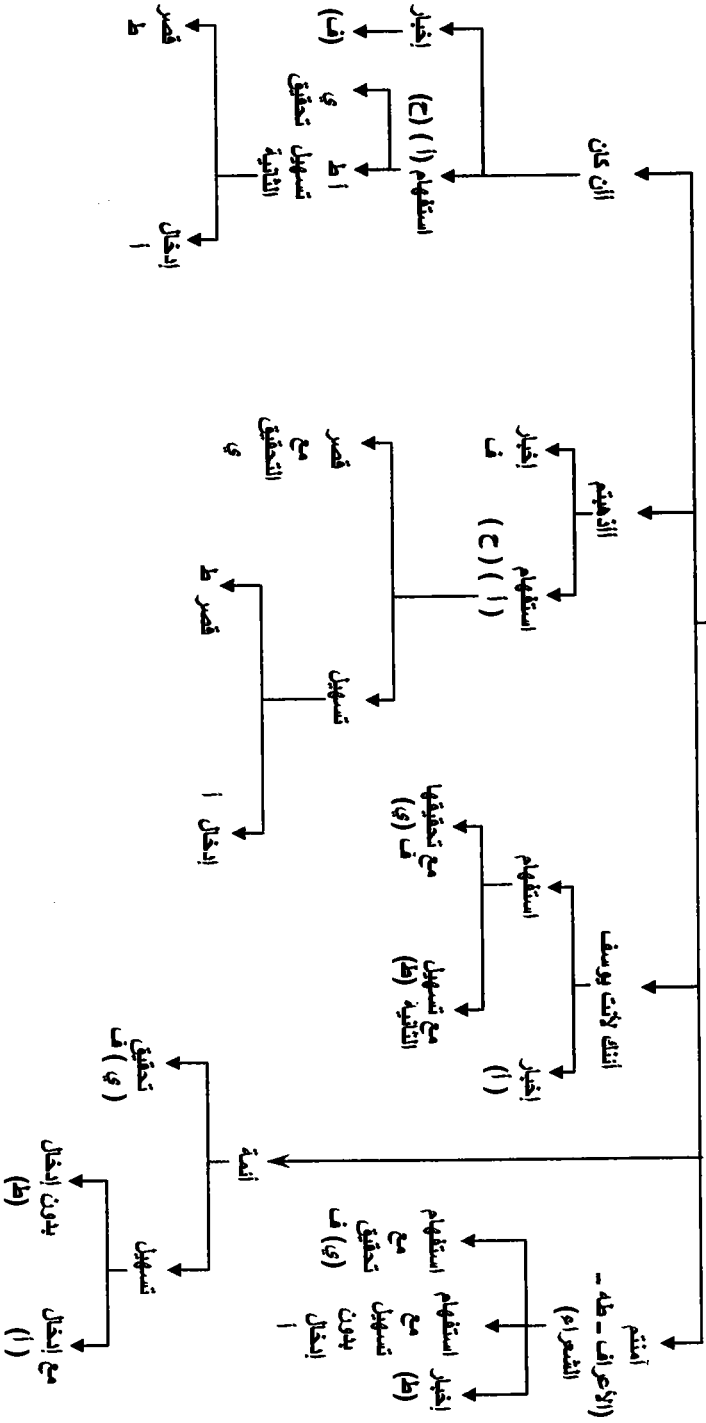 آمنتم
(الأعراف – طه –
الشعراء)
إخبار
(ط)
استفهام
مع
تسهيل
بدون
إدخال
أ
استفهام
مع
تحقيق
(ي) ف
أئمة
تسهيل
مع إدخال
(أ)
بدون إدخال
(ط)
تحقيق
(ي) ف
أئنك لأنت يوسف
إخبار
(أ)
استفهام
مع تسهيل
الثانية (ط)
مع تحقيقها
ف (ي)
أأذهبتم
استفهام
(أ) (ح)
إخبار
ف
تسهيل
إدخال أ
قصر ط
قصر
مع
التحقيق
ي
أأن كان
استفهام (أ) (ح)
إخبار
(ف)
أ ط
تسهيل
الثانية
ي
تحقيق
إدخال
أ
قصر
ط